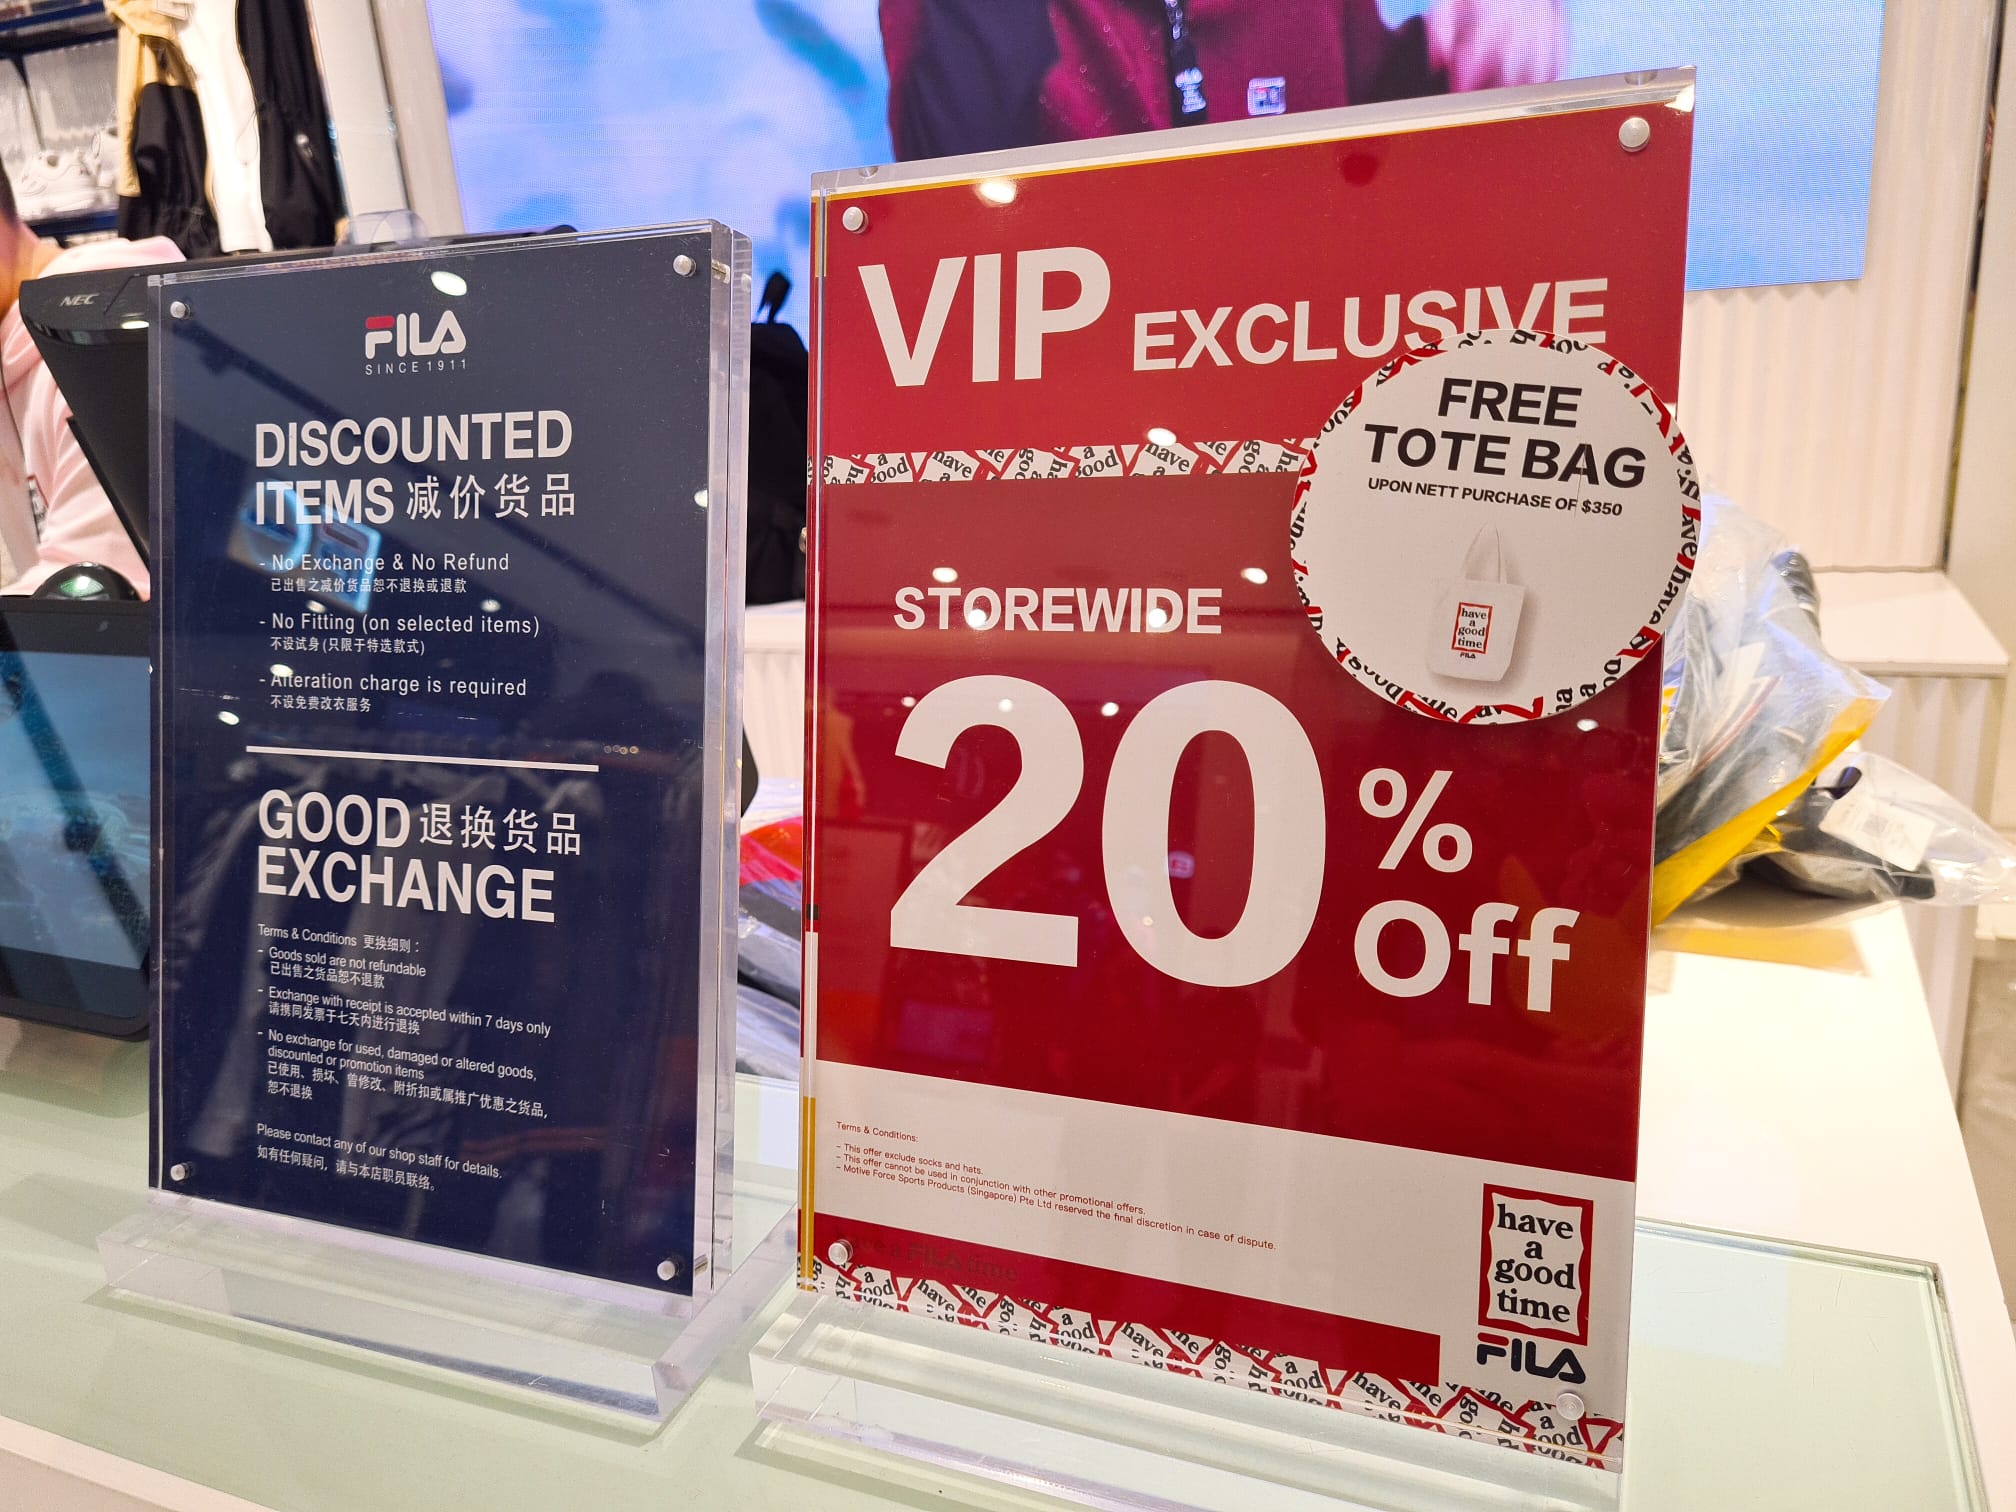 NEC
FILA
SINCE 1911
DISCOUNTED
ITEMS 减价货品
- No Exchange & No Refund
已出售之减价货品恕不退换或退款
- No Fitting (on selected items)
不设试身(只限于特选款式)
- Alteration charge is required
不设免费改衣服务
GOOD 退换货品
EXCHANGE
Terms & Conditions 更换细则：
- Goods sold are not refundable
已出售之货品恕不退款
- Exchange with receipt is accepted within 7 days only
请携同发票于七天内进行退换
- No exchange for used, damaged or altered goods,
discounted or promotion items
已使用、损坏、曾修改、附折扣或属推广优惠之货品，
恕不退换
Please contact any of our shop staff for details.
如有任何疑问，请与本店职员联络。
VIP EXCLUSIVE
FREE
TOTE BAG
UPON NETT PURCHASE OF $350
have
a
good
time
FILA
STOREWIDE
20% Off
Terms & Conditions:
- This offer exclude socks and hats.
- This offer cannot be used in conjunction with other promotional offers.
- Motive Force Sports Products (Singapore) Pte Ltd reserved the final discretion in case of dispute.
have
a
good
time
FILA